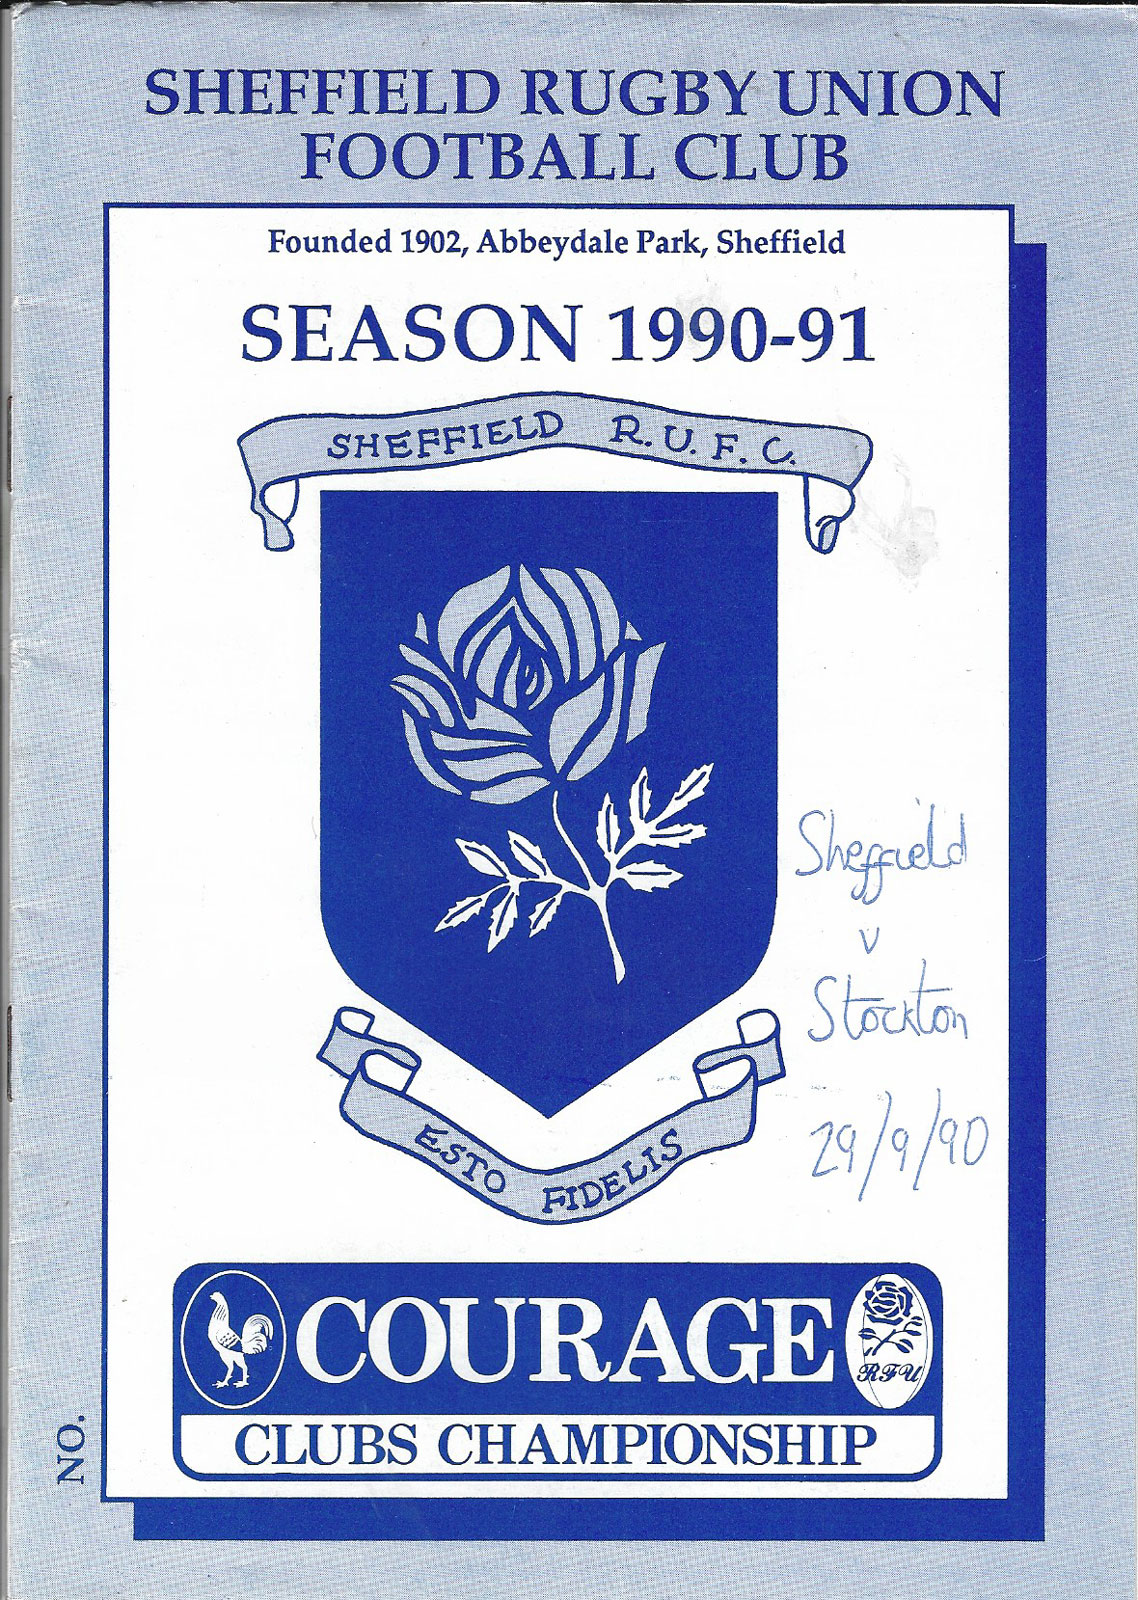 SHEFFIELD RUGBY UNION
FOOTBALL CLUB
Founded 1902, Abbeydale Park, Sheffield
SEASON 1990-91
SHEFFIELD R.U.F.C.
Sheffield
v
Stockton
29/9/90
ESTO FIDELIS
COURAGE
RFU
CLUBS CHAMPIONSHIP
NO.